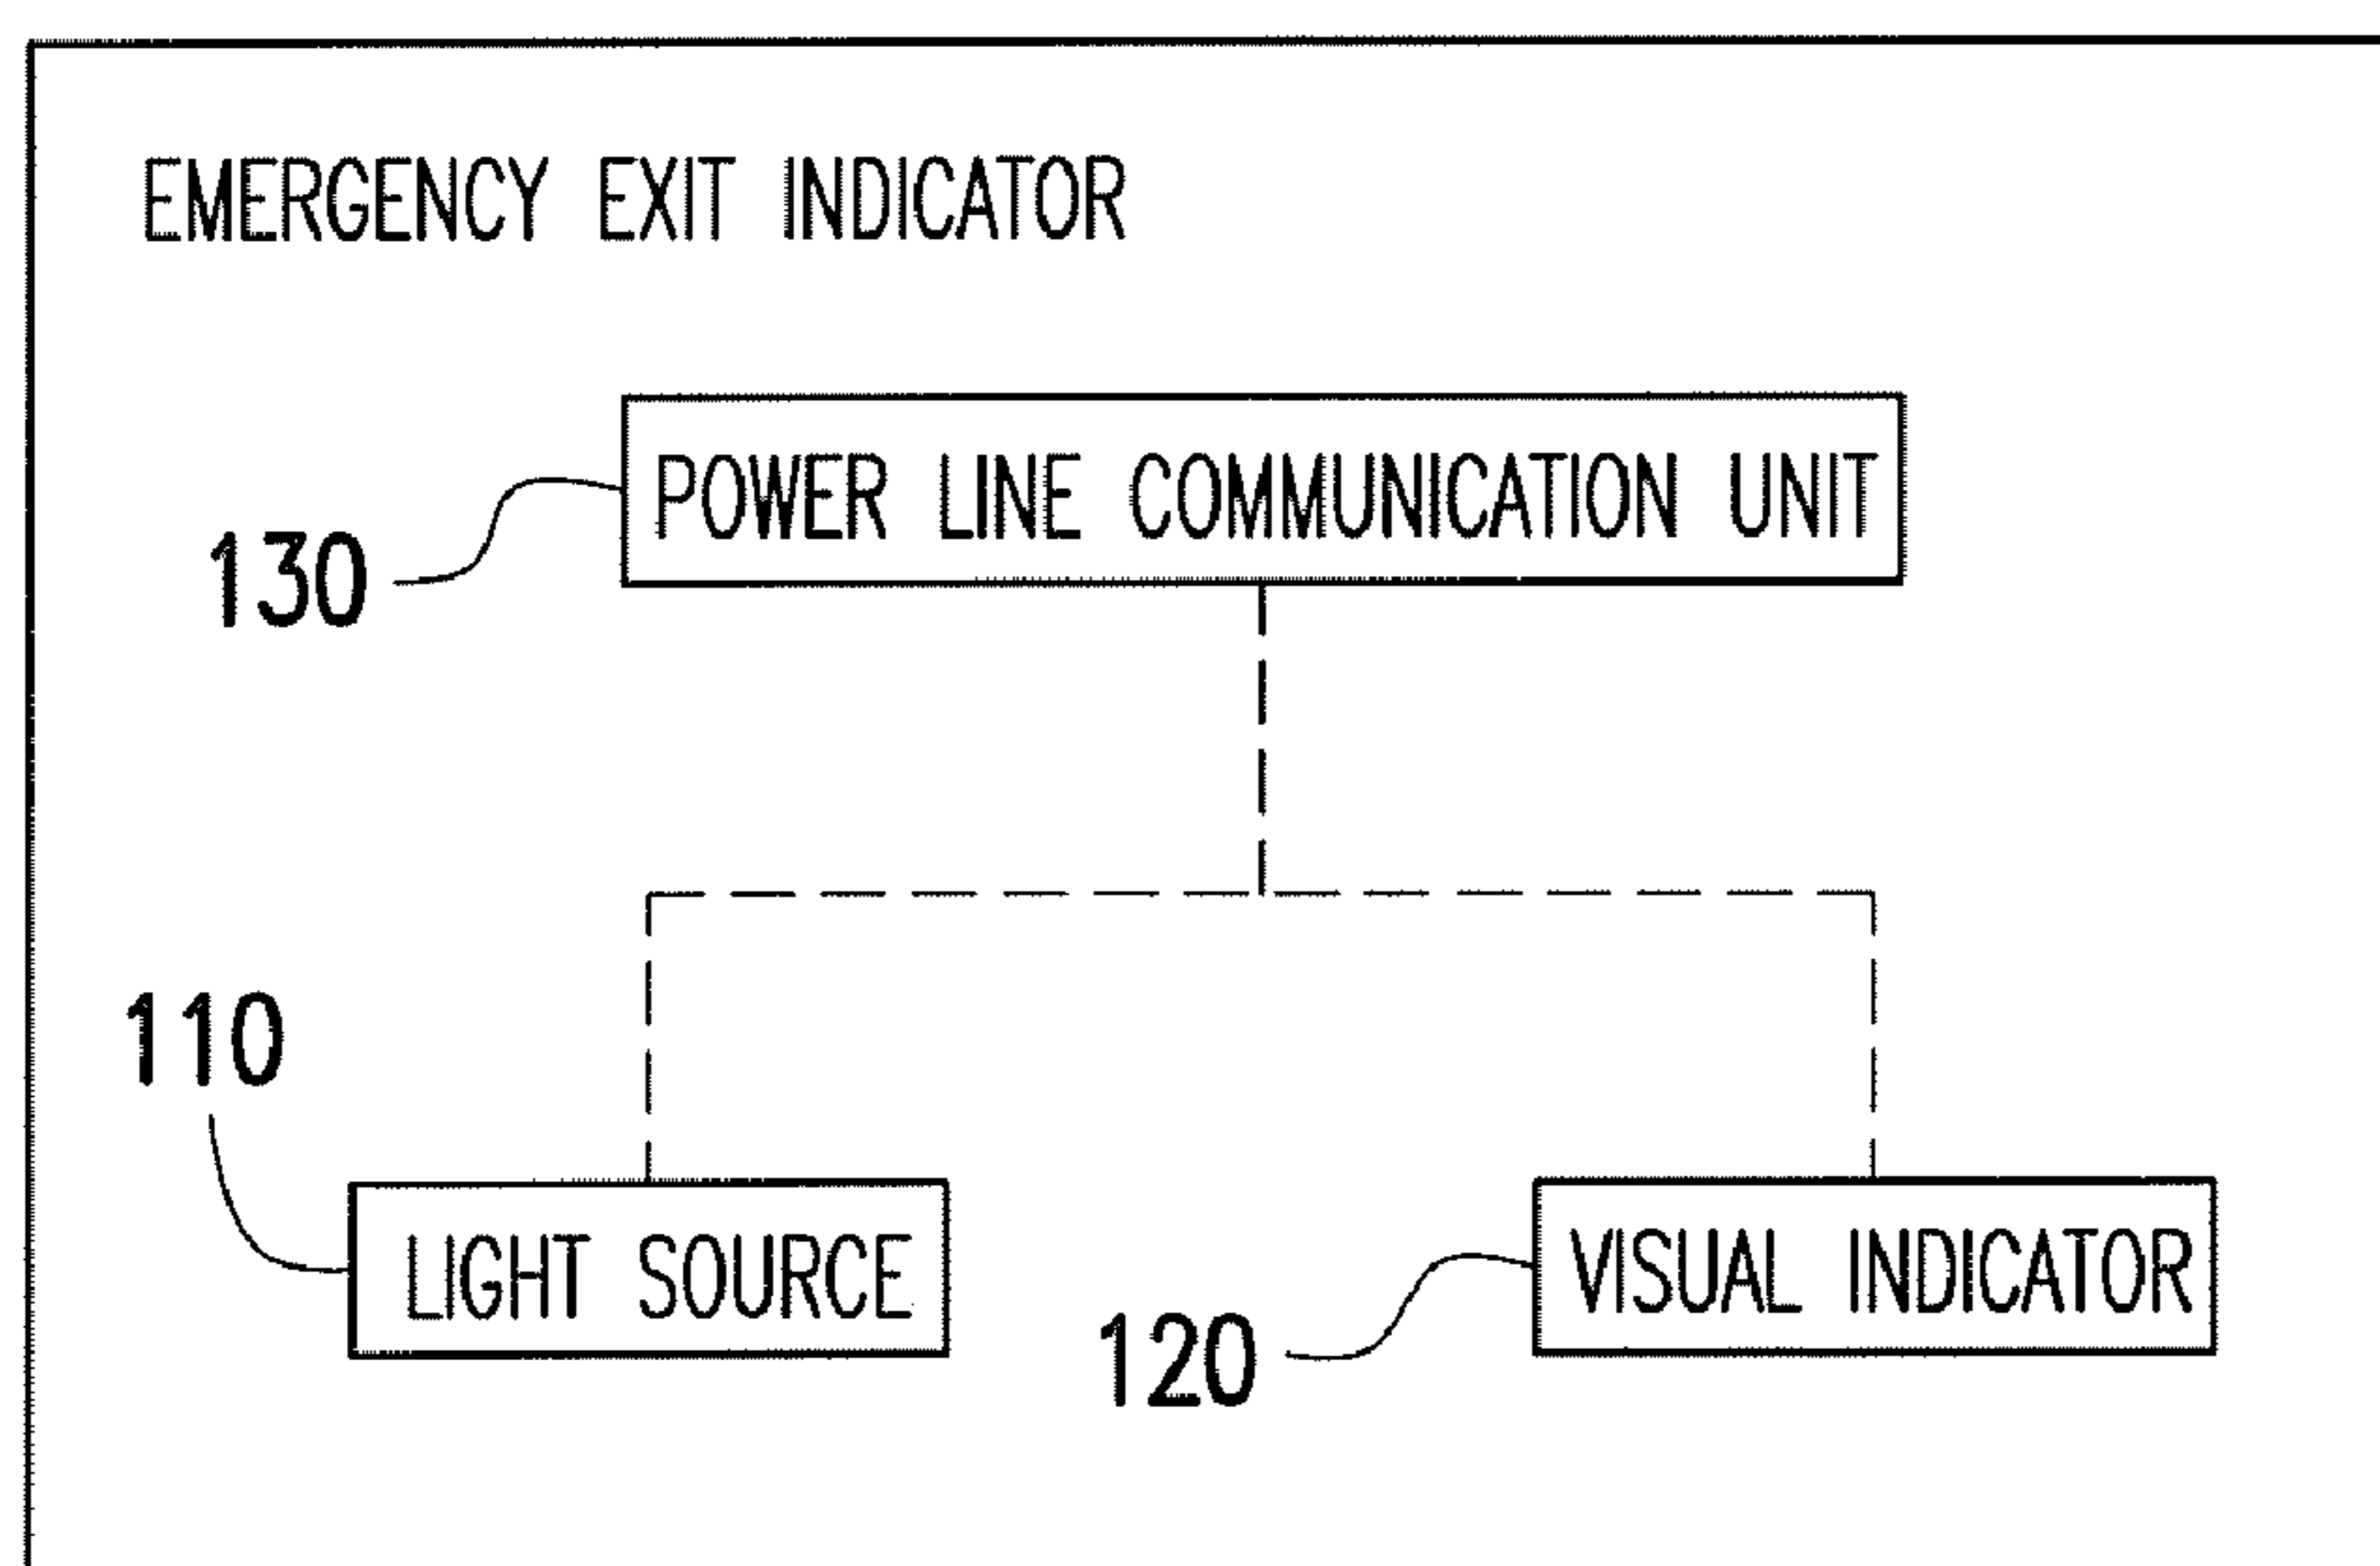 EMERGENCY EXIT INDICATOR
POWER LINE COMMUNICATION UNIT
130
110
LIGHT SOURCE
VISUAL INDICATOR
120